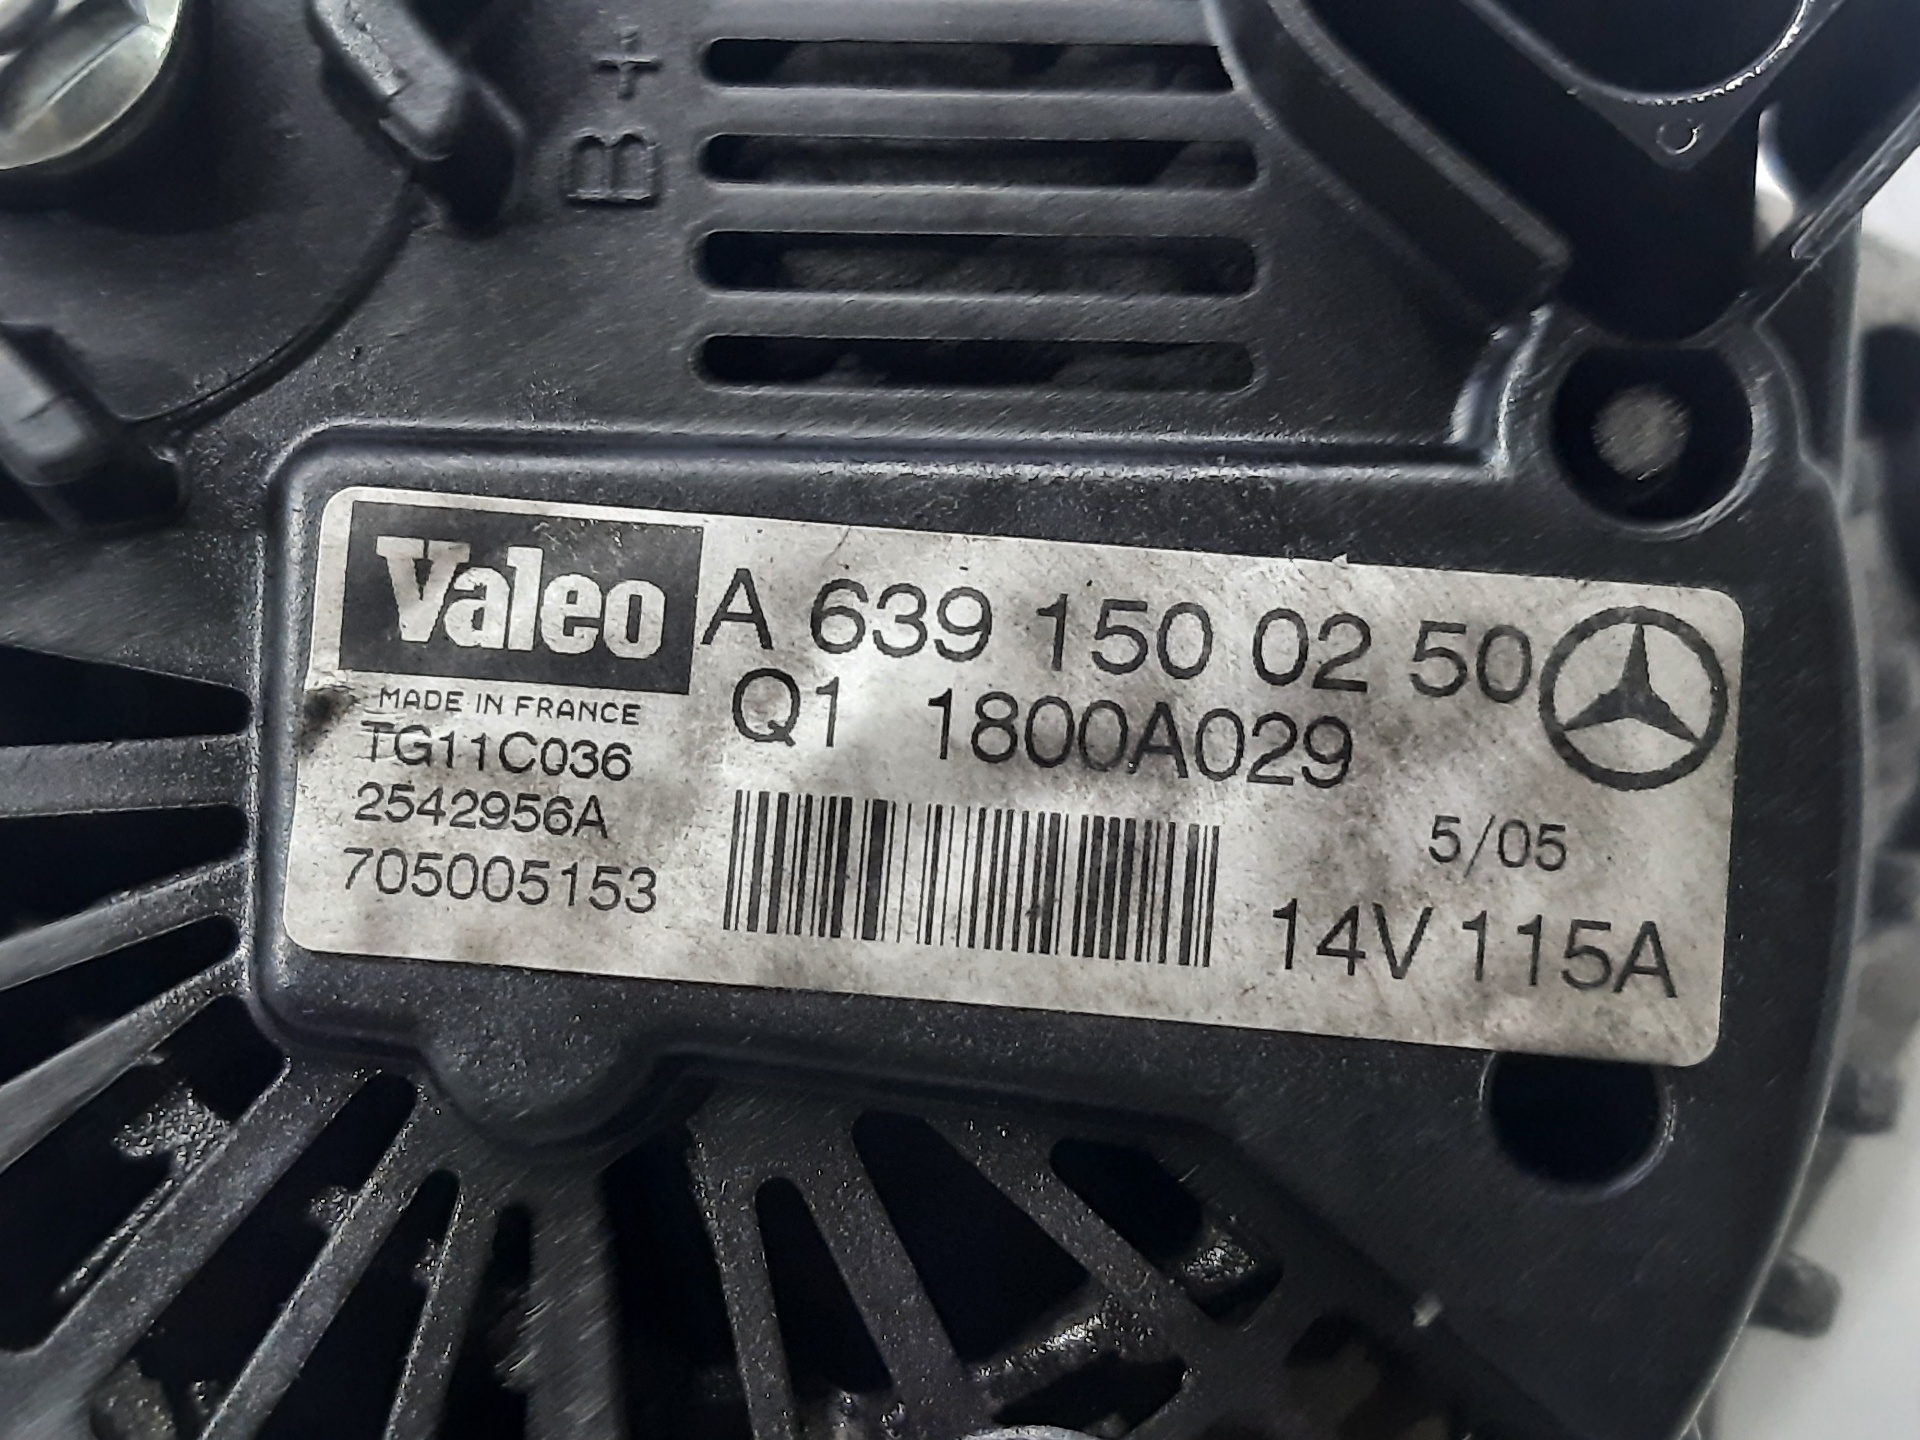 B+
Valeo
A 639 150 02 50
MADE IN FRANCE
Q1 1800A029
TG11C036
2542956A
5/05
705005153
14V 115A